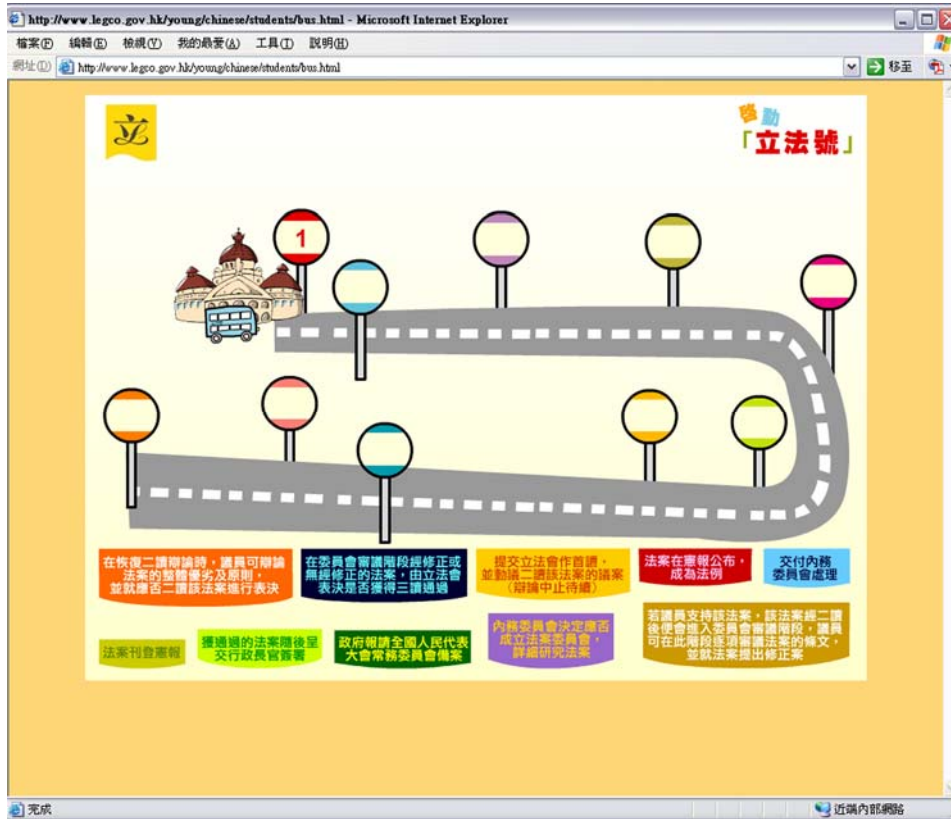 http://www.legco.gov.hk/young/chinese/students/bus.html - Microsoft Internet Explorer
檔案(F) 編輯(E) 檢視(V) 我的最愛(A) 工具(T) 說明(H)
網址(D) http://www.legco.gov.hk/young/chinese/students/bus.html 移至
立
啓動
「立法號」
1
在恢復二讀辯論時，議員可辯論
法案的整體優劣及原則，
並就應否二讀該法案進行表決
在委員會審議階段經修正或
無經修正的法案，由立法會
表決是否獲得三讀通過
提交立法會作首讀，
並動議二讀該法案的議案
（辯論中止待續）
法案在憲報公布，
成為法例
交付內務
委員會處理
法案刊登憲報
獲通過的法案隨後呈
交行政長官簽署
政府報請全國人民代表
大會常務委員會備案
內務委員會決定應否
成立法案委員會，
詳細研究法案
若議員支持該法案，該法案經二讀
後便會進入委員會審議階段，議員
可在此階段逐項審議法案的條文，
並就法案提出修正案
完成
近端內部網路